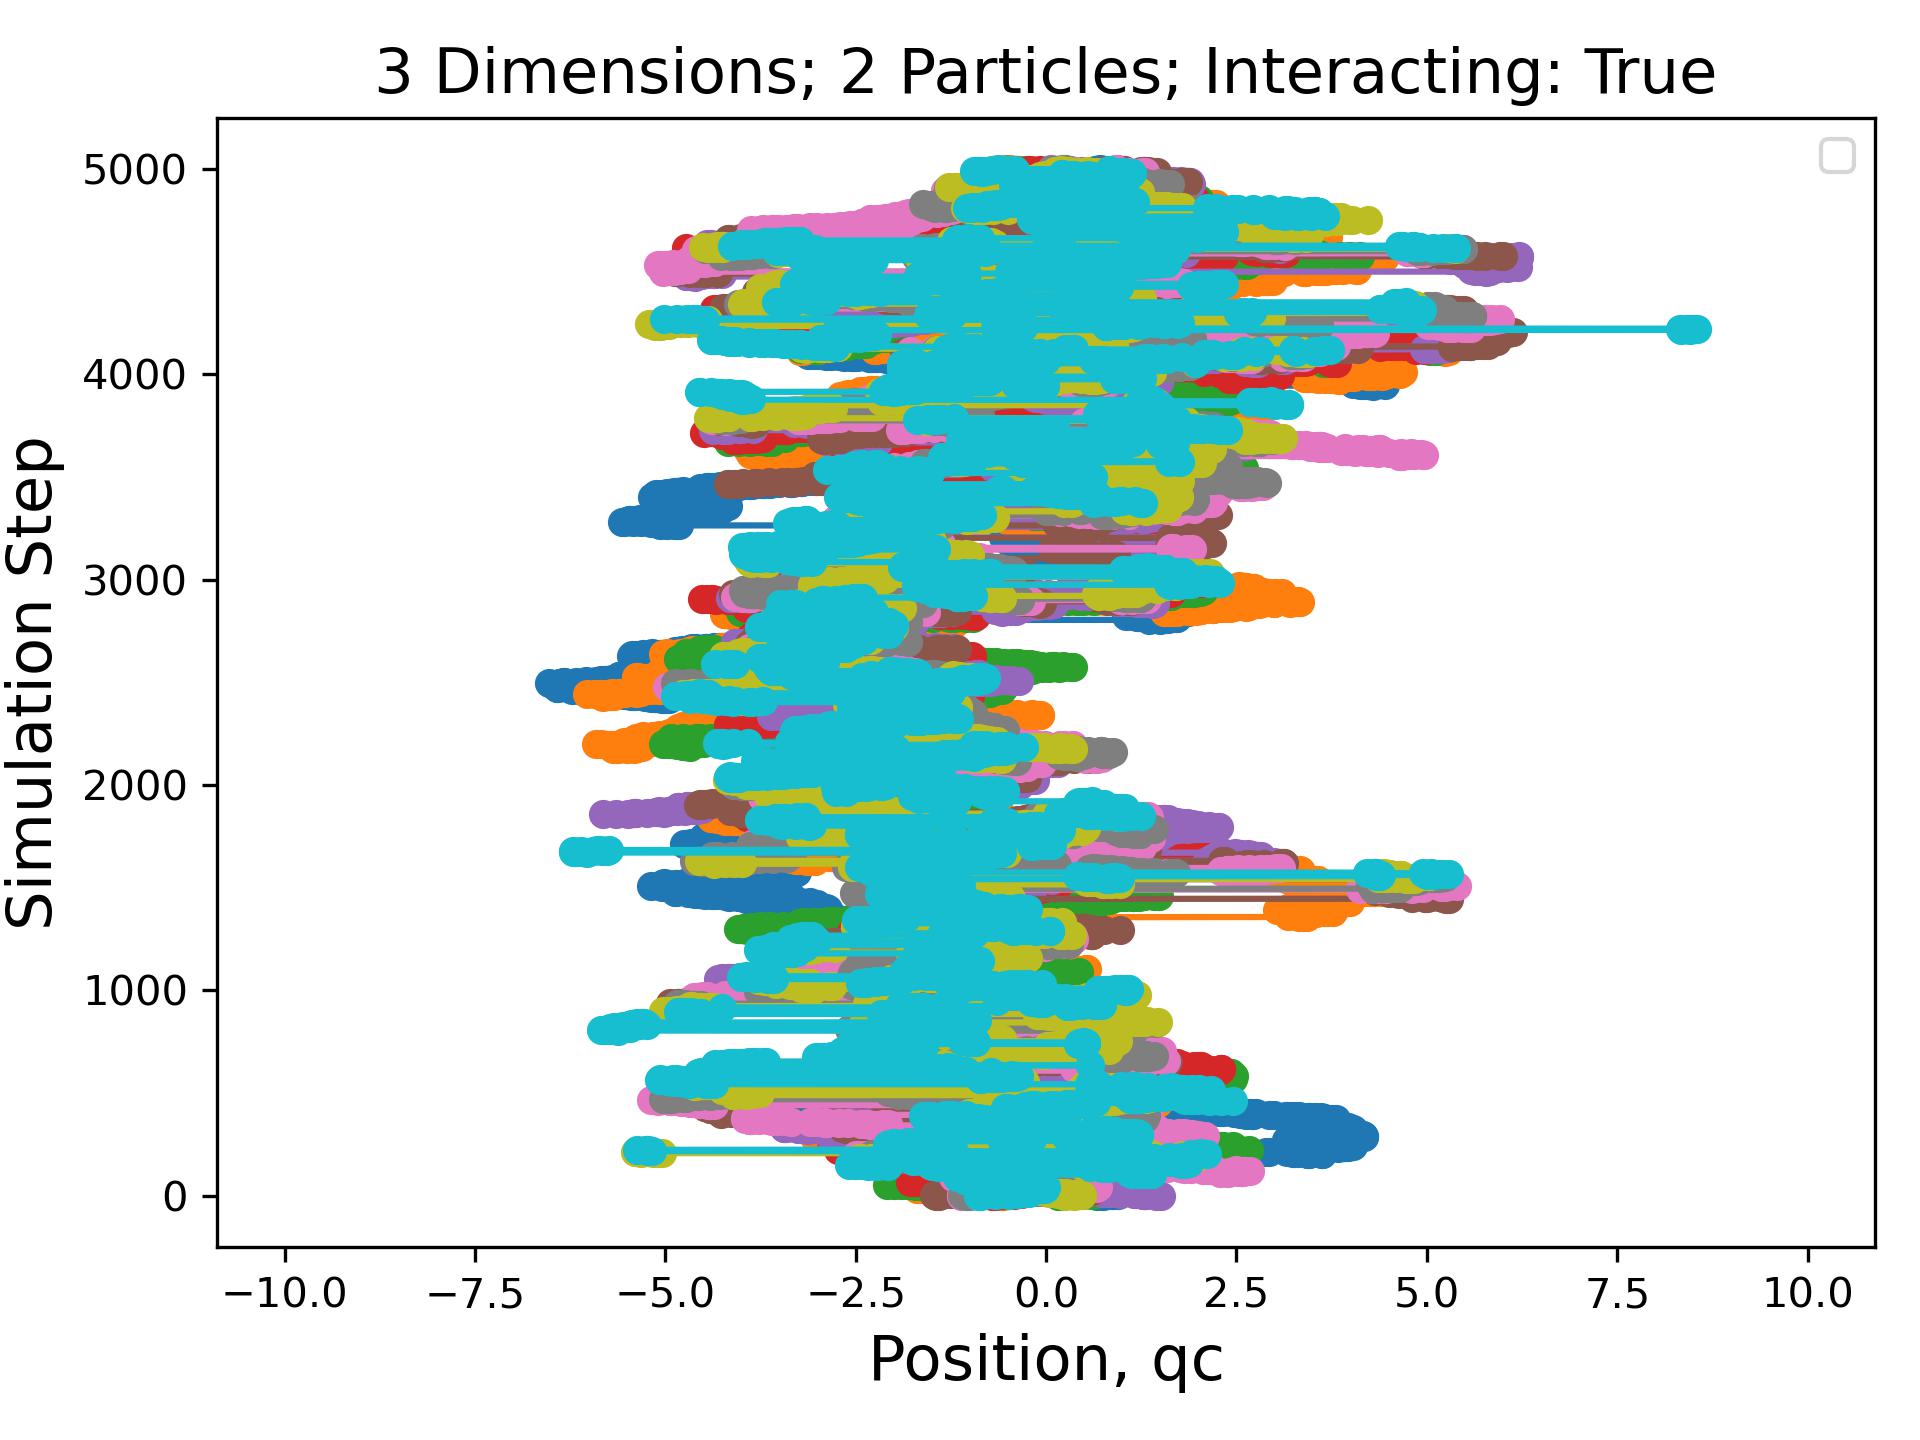 3 Dimensions; 2 Particles; Interacting: True
Simulation Step
5000
4000
3000
2000
1000
0
−10.0 −7.5 −5.0 −2.5 0.0 2.5 5.0 7.5 10.0
Position, qc